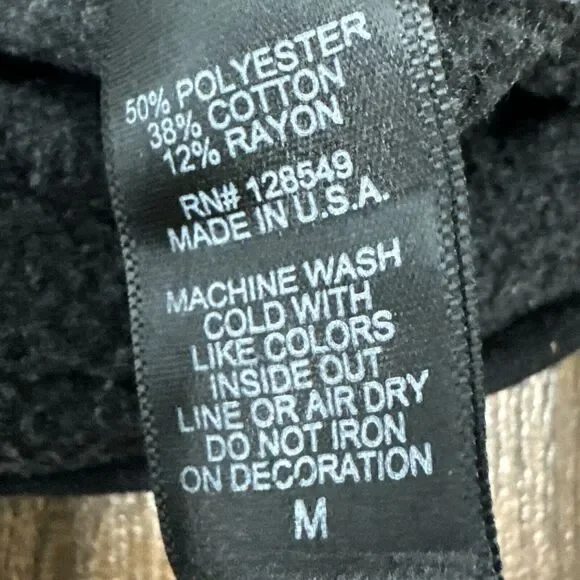 50% POLYESTER
38% COTTON
12% RAYON
RN# 128549
MADE IN U.S.A.
MACHINE WASH
COLD WITH
LIKE COLORS
INSIDE OUT
LINE OR AIR DRY
DO NOT IRON
ON DECORATION
M